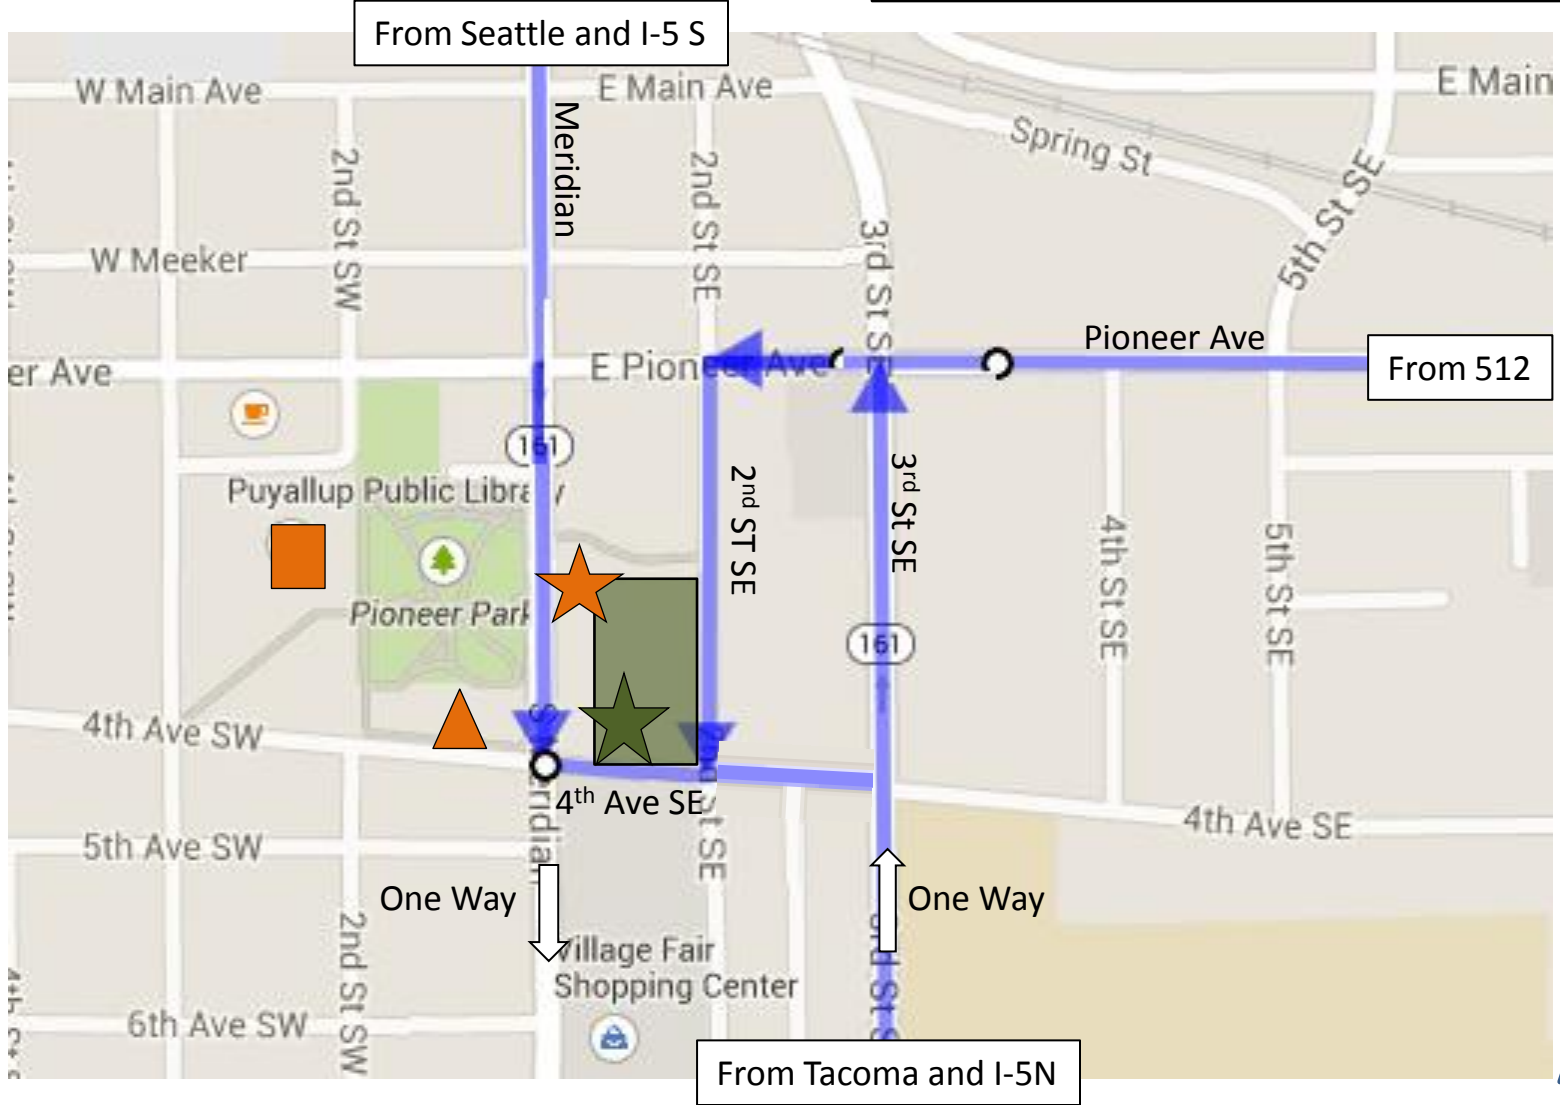 From Seattle and I-5 S
W Main Ave
E Main Ave
E Main
Meridian
Spring St
2nd St SW
2nd St SE
3rd St SE
5th St SE
W Meeker
Pioneer Ave
er Ave
E Pioneer Ave
From 512
161
Puyallup Public Library
2nd ST SE
3rd St SE
4th St SE
5th St SE
Pioneer Park
161
4th Ave SW
4th Ave SE
4th Ave SE
5th Ave SW
One Way
One Way
2nd St SW
Village Fair
Shopping Center
6th Ave SW
From Tacoma and I-5N